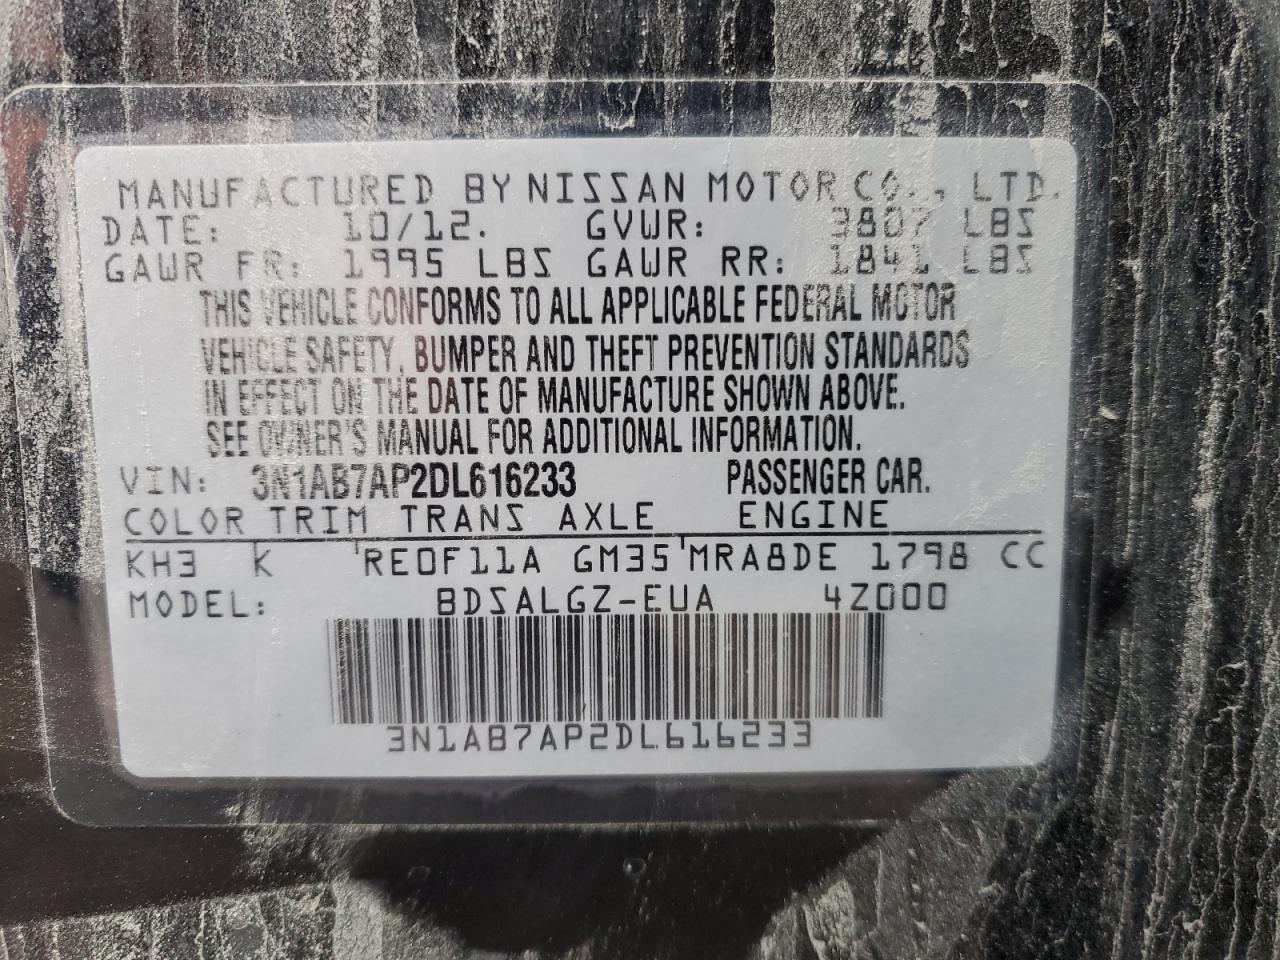 MANUFACTURED BY NISSAN MOTOR CO., LTD.
DATE: 10/12. GVWR: 3807 LBS
GAWR FR: 1995 LBS GAWR RR: 1841 LBS
THIS VEHICLE CONFORMS TO ALL APPLICABLE FEDERAL MOTOR
VEHICLE SAFETY, BUMPER AND THEFT PREVENTION STANDARDS
IN EFFECT ON THE DATE OF MANUFACTURE SHOWN ABOVE.
SEE OWNER'S MANUAL FOR ADDITIONAL INFORMATION.
VIN: 3N1AB7AP2DL616233 PASSENGER CAR.
COLOR TRIM TRANS AXLE ENGINE
KH3 K 'RE0F11A GM35'MRA8DE 1798 CC
MODEL: BDSALGZ-EUA 4Z000
3N1AB7AP2DL616233